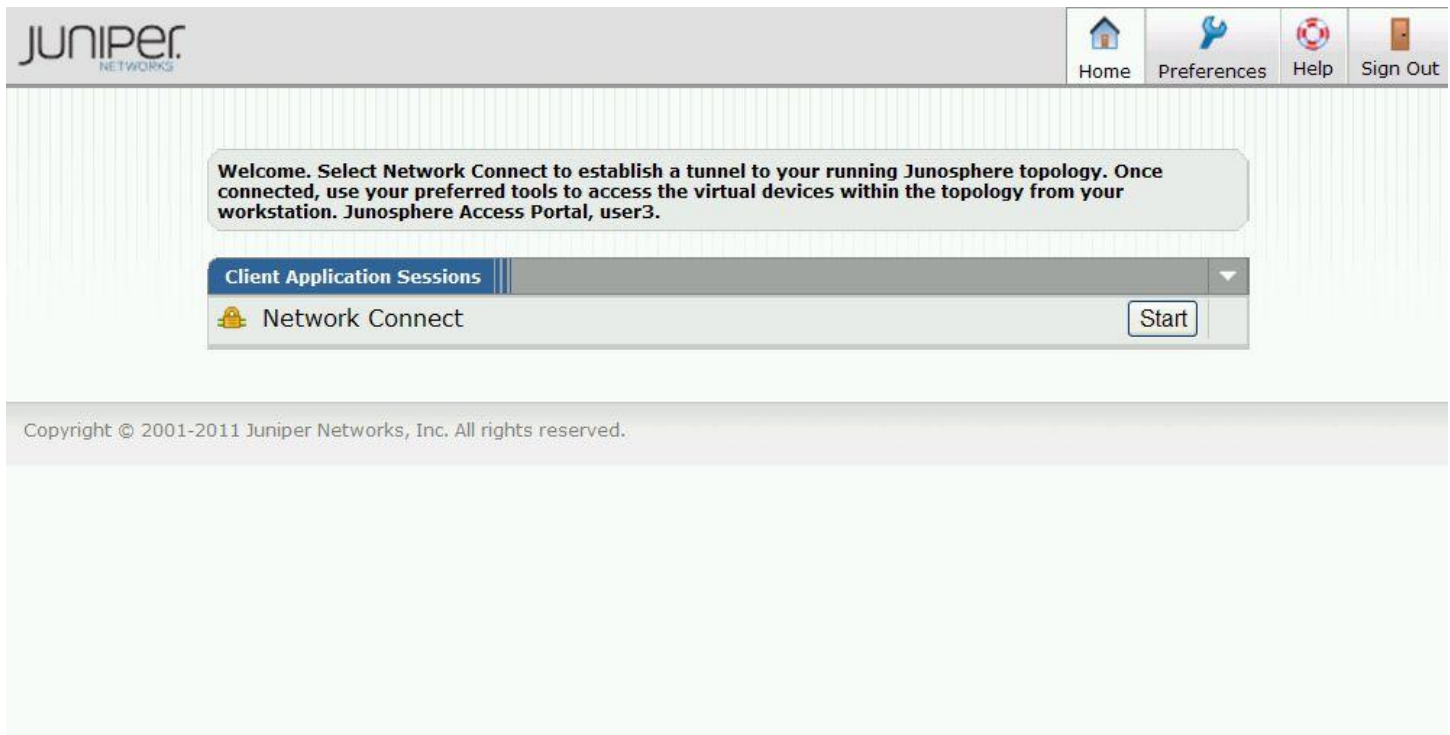 JUNIPER
NETWORKS
Home
Preferences
Help
Sign Out
Welcome. Select Network Connect to establish a tunnel to your running Junosphere topology. Once
connected, use your preferred tools to access the virtual devices within the topology from your
workstation. Junosphere Access Portal, user3.
Client Application Sessions
Network Connect
Start
Copyright © 2001-2011 Juniper Networks, Inc. All rights reserved.